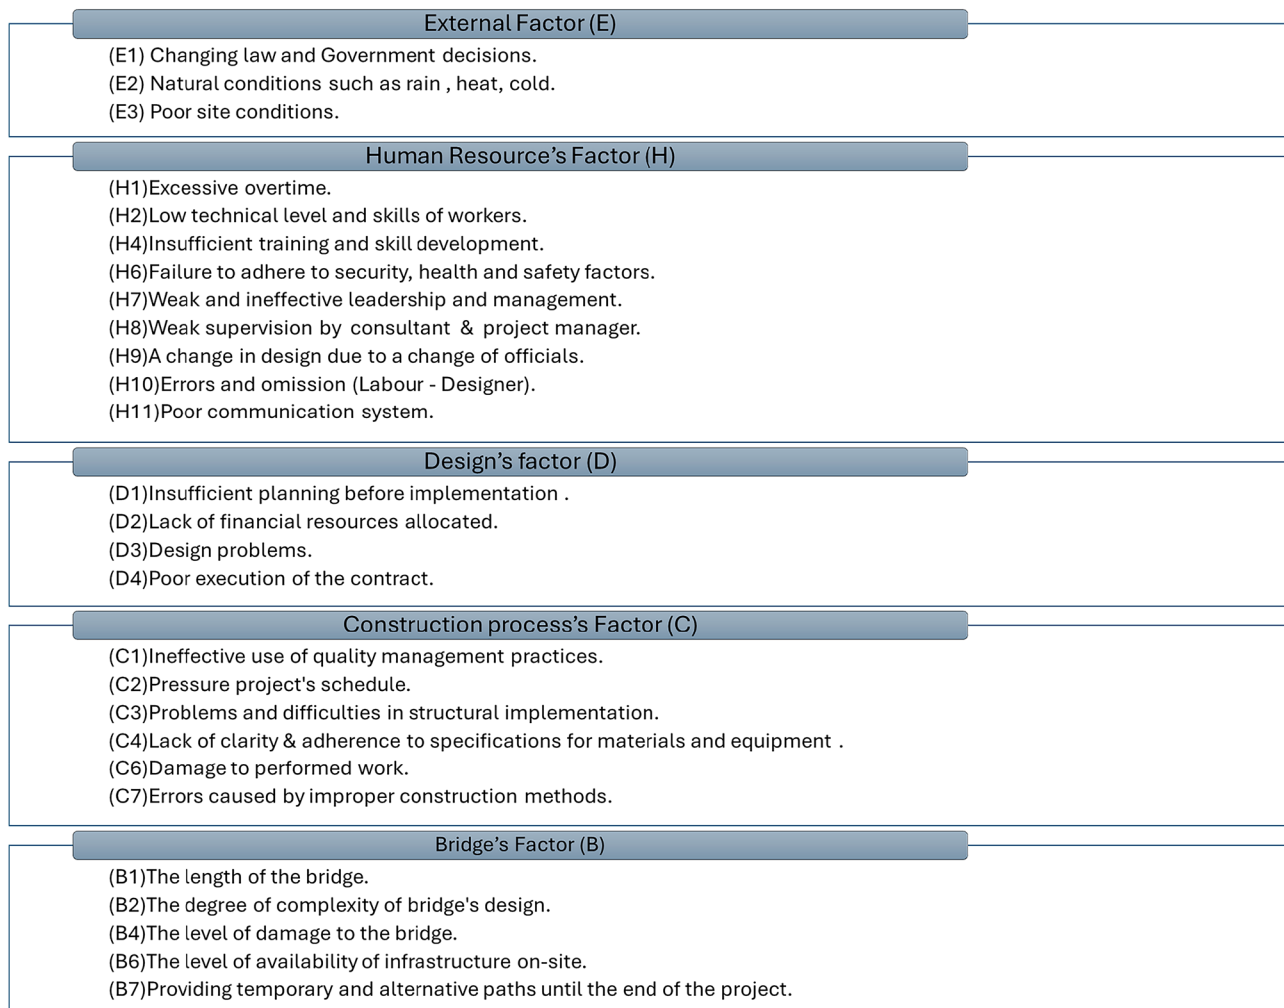 External Factor (E)
(E1) Changing law and Government decisions.
(E2) Natural conditions such as rain , heat, cold.
(E3) Poor site conditions.
Human Resource’s Factor (H)
(H1)Excessive overtime.
(H2)Low technical level and skills of workers.
(H4)Insufficient training and skill development.
(H6)Failure to adhere to security, health and safety factors.
(H7)Weak and ineffective leadership and management.
(H8)Weak supervision by consultant & project manager.
(H9)A change in design due to a change of officials.
(H10)Errors and omission (Labour - Designer).
(H11)Poor communication system.
Design’s factor (D)
(D1)Insufficient planning before implementation .
(D2)Lack of financial resources allocated.
(D3)Design problems.
(D4)Poor execution of the contract.
Construction process’s Factor (C)
(C1)Ineffective use of quality management practices.
(C2)Pressure project's schedule.
(C3)Problems and difficulties in structural implementation.
(C4)Lack of clarity & adherence to specifications for materials and equipment .
(C6)Damage to performed work.
(C7)Errors caused by improper construction methods.
Bridge’s Factor (B)
(B1)The length of the bridge.
(B2)The degree of complexity of bridge's design.
(B4)The level of damage to the bridge.
(B6)The level of availability of infrastructure on-site.
(B7)Providing temporary and alternative paths until the end of the project.